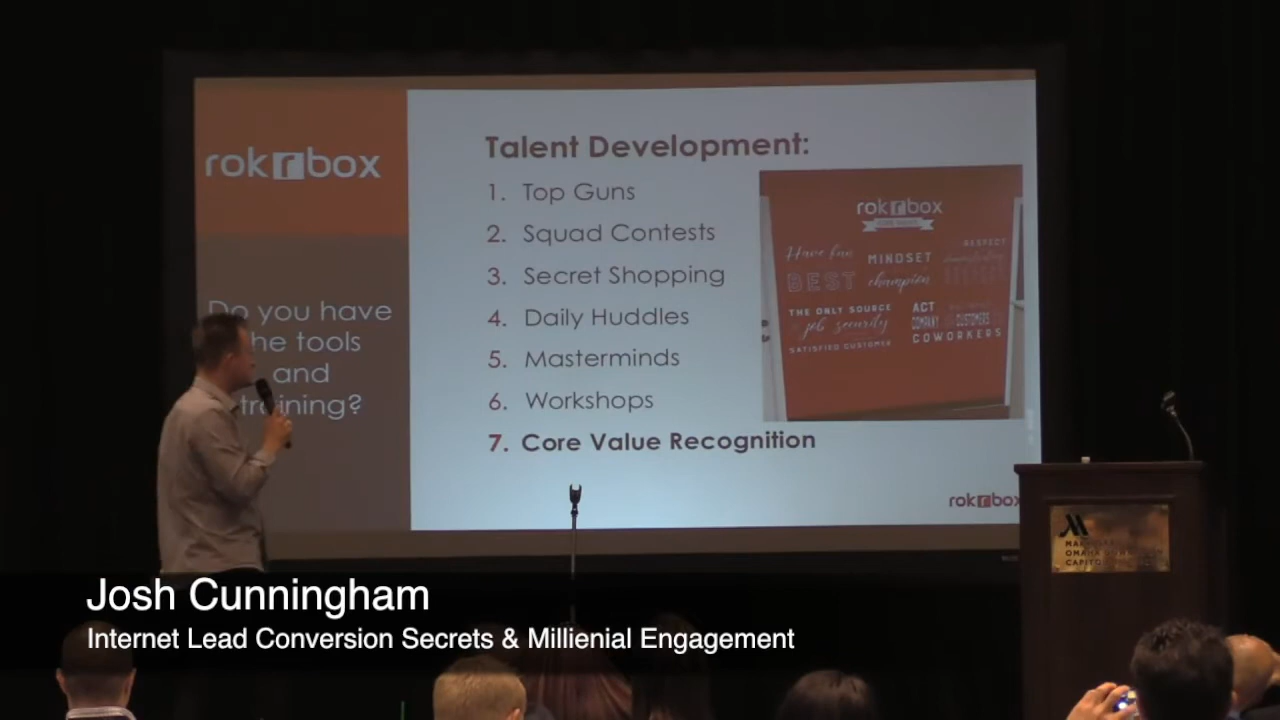 rokrbox
Do you have
the tools
and
training?
Talent Development:
1. Top Guns
2. Squad Contests
3. Secret Shopping
4. Daily Huddles
5. Masterminds
6. Workshops
7. Core Value Recognition
rokrbox
Have fun
BEST
MINDSET
champion
RESPECT
THE ONLY SOURCE
job security
SATISFIED CUSTOMER
ACT
COMPANY CUSTOMERS
COWORKERS
rokrbox
OMAHA
Josh Cunningham
Internet Lead Conversion Secrets & Millienial Engagement